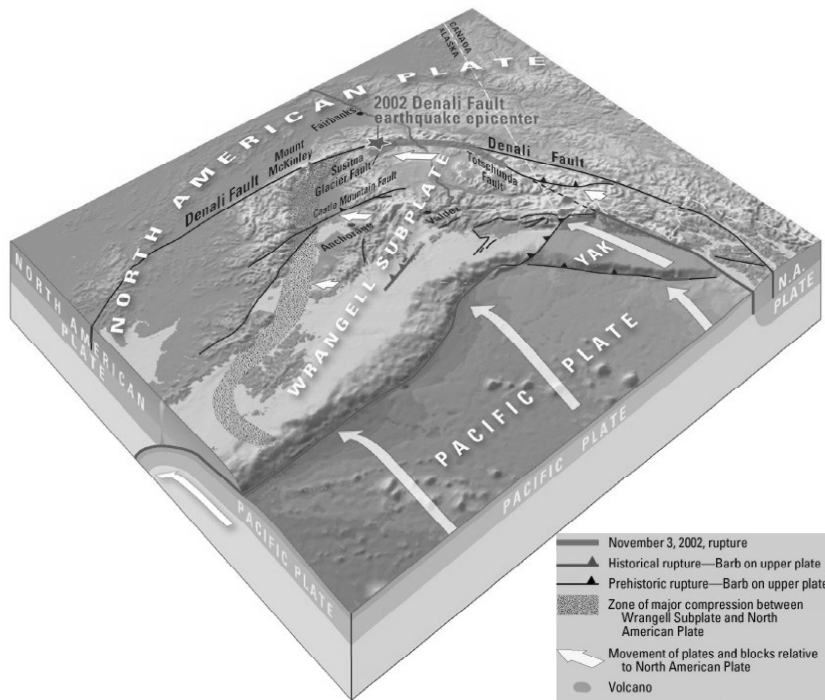 CANADA
ALASKA
NORTH AMERICAN PLATE
2002 Denali Fault
earthquake epicenter
Fairbanks
Mount
McKinley
Denali Fault
Susitna
Glacier Fault
Denali Fault
Totschunda
Fault
Castle Mountain Fault
Anchorage
Valdez
WRANGELL SUBPLATE
YAK
PACIFIC PLATE
NORTH AMERICAN
PLATE
N.A.
PLATE
PACIFIC PLATE
PACIFIC PLATE
November 3, 2002, rupture
Historical rupture—Barb on upper plate
Prehistoric rupture—Barb on upper plate
Zone of major compression between
Wrangell Subplate and North
American Plate
Movement of plates and blocks relative
to North American Plate
Volcano